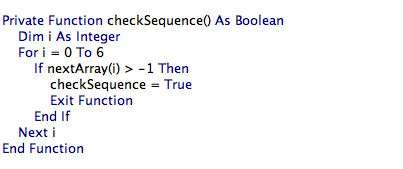 Private Function checkSequence() As Boolean
Dim i As Integer
For i = 0 To 6
If nextArray(i) > -1 Then
checkSequence = True
Exit Function
End If
Next i
End Function